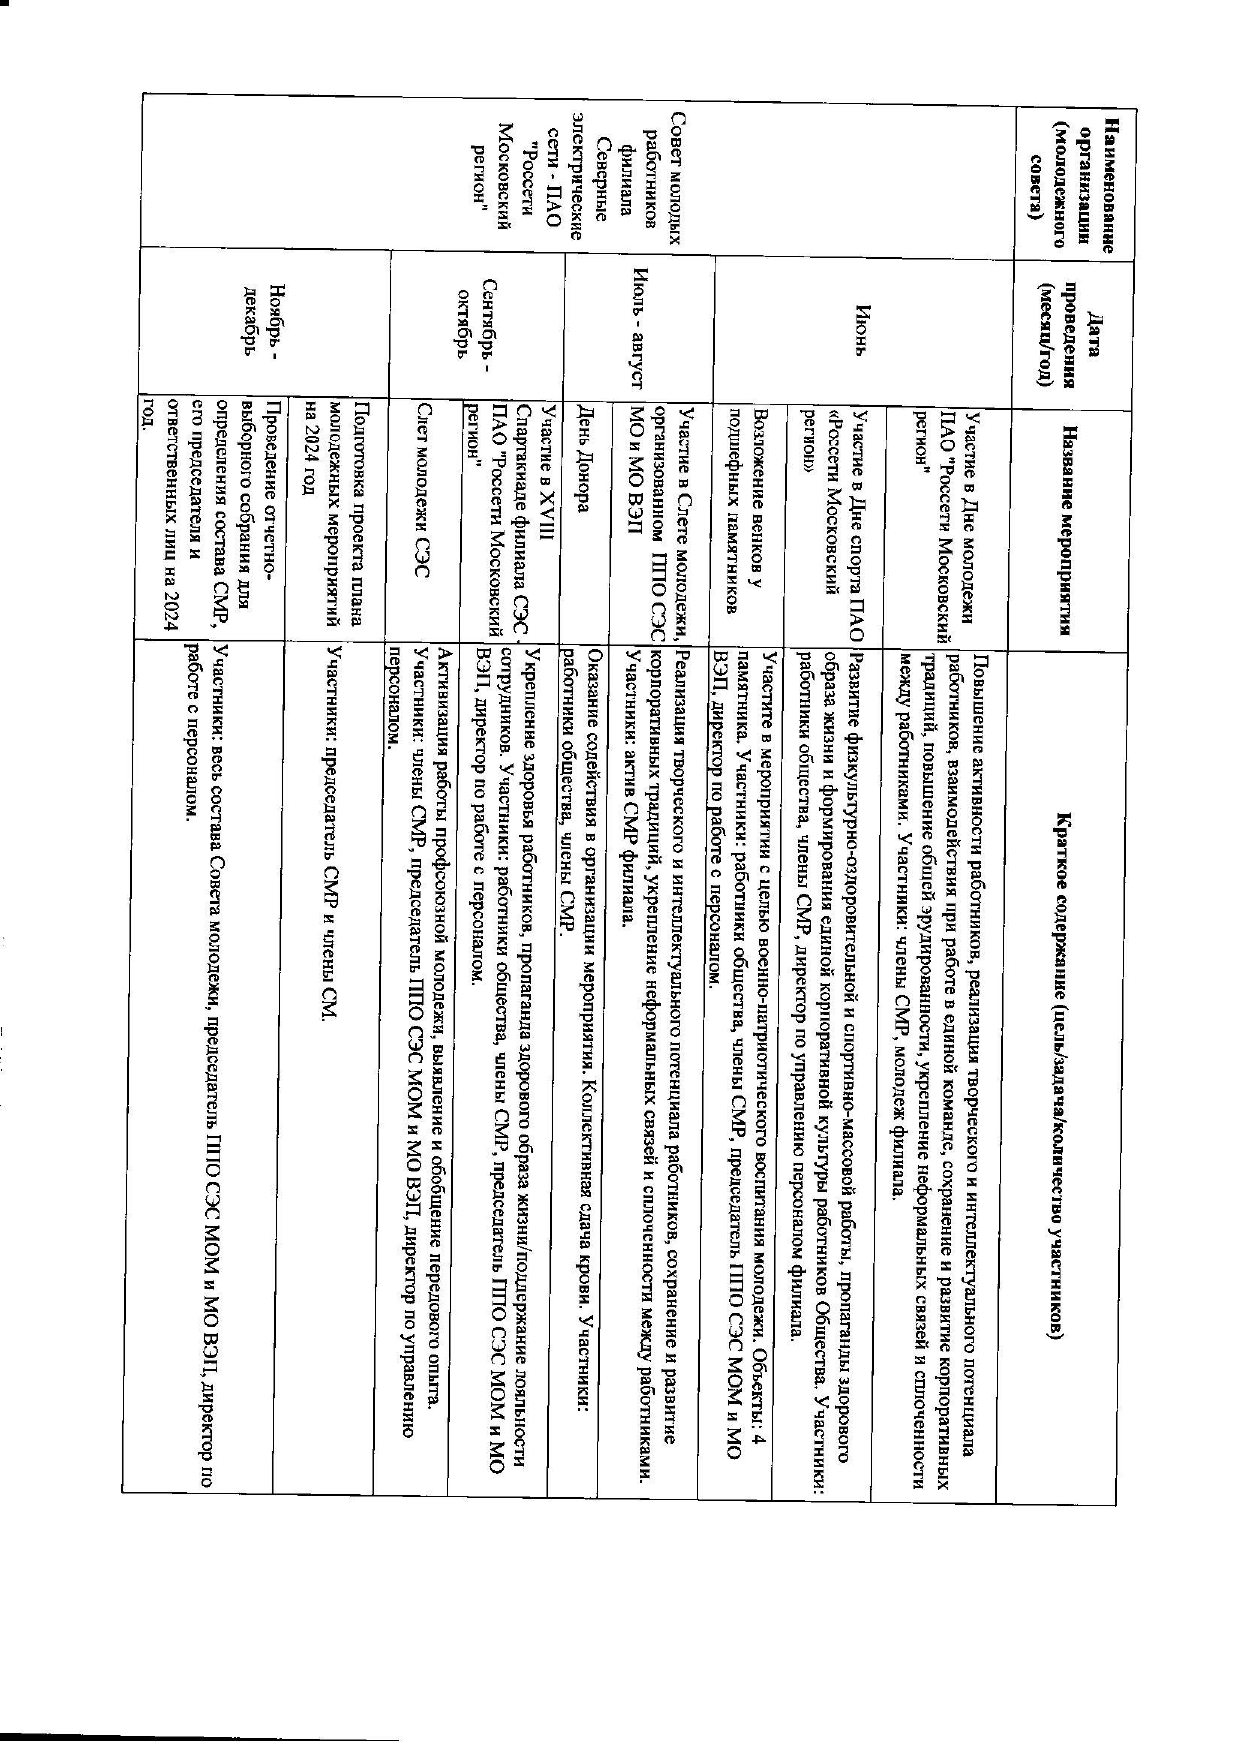 Наименование
организации
(молодежного
совета)
Дата
проведения
(месяц/год)
Название мероприятия
Краткое содержание (цель/задача/количество участников)
Совет молодых
работников
филиала
Северные
электрические
сети - ПАО
"Россети
Московский
регион"
Июнь
Участие в Дне молодежи
ПАО "Россети Московский
регион"
Повышение активности работников, реализация творческого и интеллектуального потенциала
работников, взаимодействия при работе в единой команде, сохранение и развитие корпоративных
традиций, повышение общей эрудированности, укрепление неформальных связей и сплоченности
между работниками. Участники: члены СМР, молодеж филиала.
Участие в Дне спорта ПАО
«Россети Московский
регион»
Развитие физкультурно-оздоровительной и спортивно-массовой работы, пропаганды здорового
образа жизни и формирования единой корпоративной культуры работников Общества. Участники:
работники общества, члены СМР, директор по управлению персоналом филиала.
Возложение венков у
подшефных памятников
Участите в мероприятии с целью военно-патриотического воспитания молодежи. Объекты: 4
памятника. Участники: работники общества, члены СМР, председатель ППО СЭС МОМ и МО
ВЭП, директор по работе с персоналом.
Июль - август
Участие в Слете молодежи,
организованном ППО СЭС
МО и МО ВЭП
Реализация творческого и интеллектуального потенциала работников, сохранение и развитие
корпоративных традиций, укрепление неформальных связей и сплоченности между работниками.
Участники: актив СМР филиала.
День Донора
Оказание содействия в организации мероприятия. Коллективная сдача крови. Участники:
работники общества, члены СМР.
Сентябрь -
октябрь
Участие в XVIII
Спартакиаде филиала СЭС -
ПАО "Россети Московский
регион"
Укрепление здоровья работников, пропаганда здорового образа жизни/поддержание лояльности
сотрудников. Участники: работники общества, члены СМР, председатель ППО СЭС МОМ и МО
ВЭП, директор по работе с персоналом.
Слет молодежи СЭС
Активизация работы профсоюзной молодежи, выявление и обобщение передового опыта.
Участники: члены СМР, председатель ППО СЭС МОМ и МО ВЭП, директор по управлению
персоналом.
Ноябрь -
декабрь
Подготовка проекта плана
молодежных мероприятий
на 2024 год
Участники: председатель СМР и члены СМ.
Проведение отчетно-
выборного собрания для
определения состава СМР,
его председателя и
ответственных лиц на 2024
год.
Участники: весь состава Совета молодежи, председатель ППО СЭС МОМ и МО ВЭП, директор по
работе с персоналом.